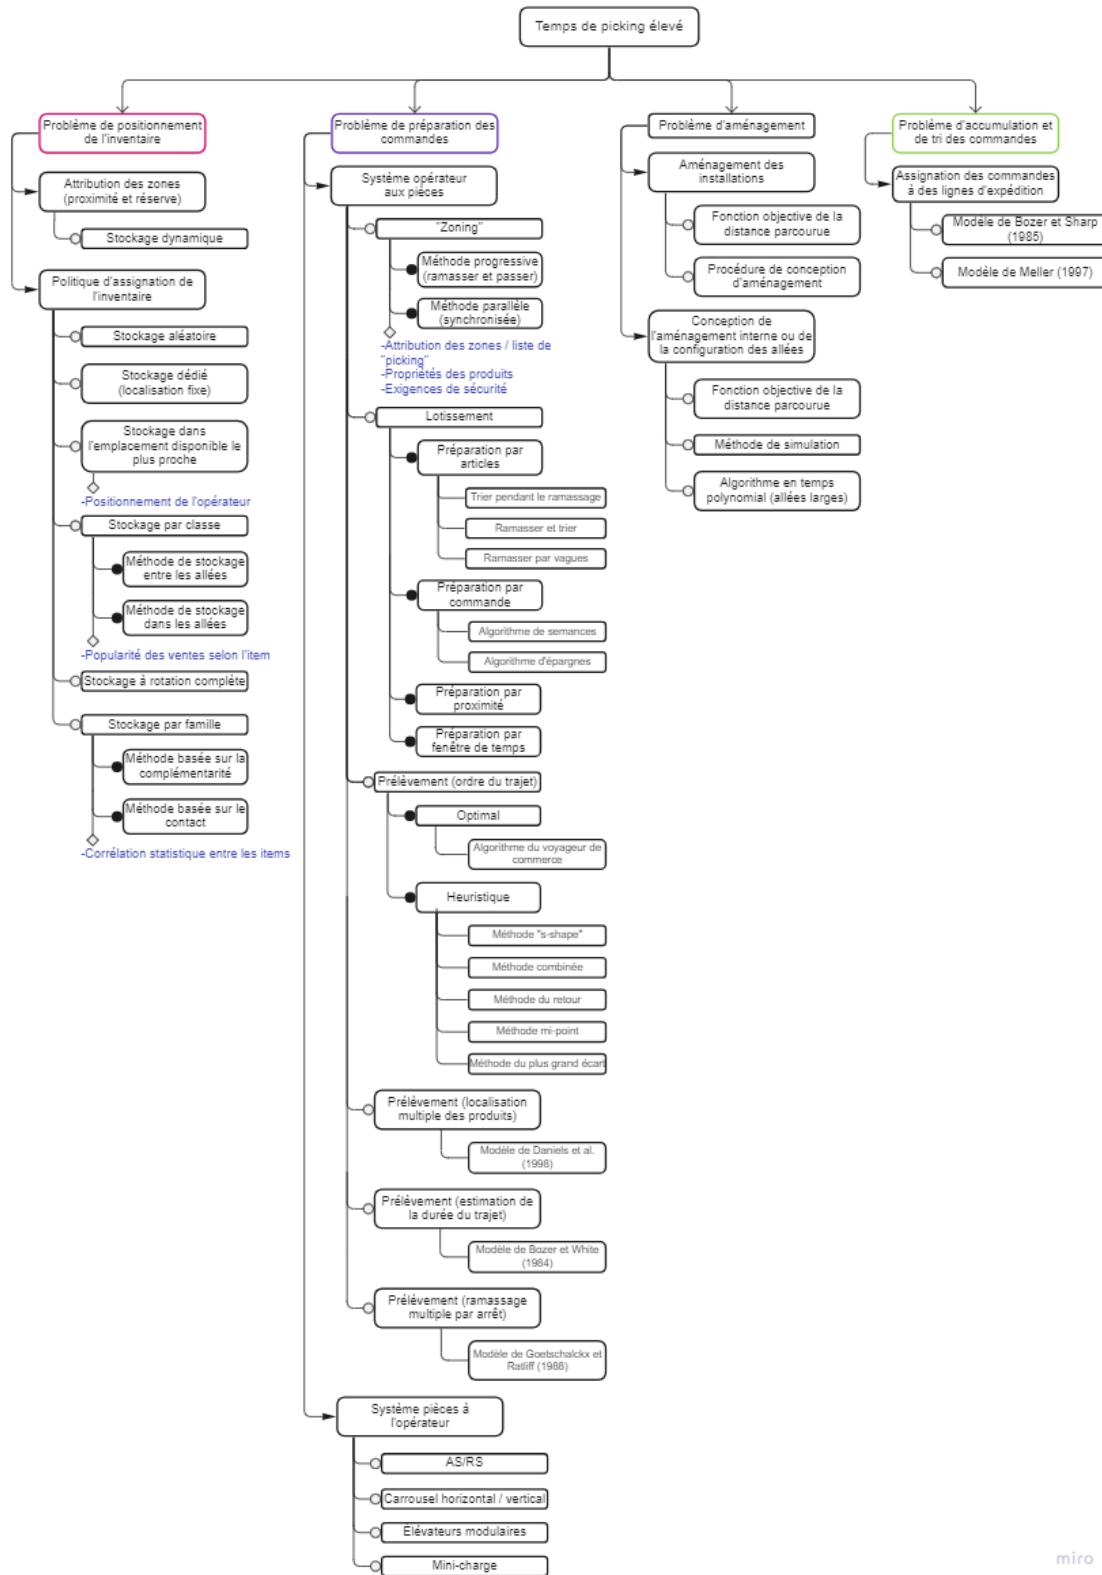 Temps de picking élevé
Problème de positionnement
de l'inventaire
Attribution des zones
(proximité et réserve)
Stockage dynamique
Politique d'assignation de
l'inventaire
Stockage aléatoire
Stockage dédié
(localisation fixe)
Stockage dans
l'emplacement disponible le
plus proche
-Positionnement de l'opérateur
Stockage par classe
Méthode de stockage
entre les allées
Méthode de stockage
dans les allées
-Popularité des ventes selon l'item
Stockage à rotation complète
Stockage par famille
Méthode basée sur la
complémentarité
Méthode basée sur le
contact
-Corrélation statistique entre les items
Problème de préparation des
commandes
Système opérateur
aux pièces
"Zoning"
Méthode progressive
(ramasser et passer)
Méthode parallèle
(synchronisée)
-Attribution des zones / liste de
"picking"
-Propriétés des produits
-Exigences de sécurité
Lotissement
Préparation par
articles
Trier pendant le ramassage
Ramasser et trier
Ramasser par vagues
Préparation par
commande
Algorithme de semances
Algorithme d'épargnes
Préparation par
proximité
Préparation par
fenêtre de temps
Prélèvement (ordre du trajet)
Optimal
Algorithme du voyageur de
commerce
Heuristique
Méthode "s-shape"
Méthode combinée
Méthode du retour
Méthode mi-point
Méthode du plus grand écart
Prélèvement (localisation
multiple des produits)
Modèle de Daniels et al.
(1998)
Prélèvement (estimation de
la durée du trajet)
Modèle de Bozer et White
(1984)
Prélèvement (ramassage
multiple par arrêt)
Modèle de Goetschalckx et
Ratliff (1988)
Système pièces à
l'opérateur
AS/RS
Carrousel horizontal / vertical
Élévateurs modulaires
Mini-charge
Problème d'aménagement
Aménagement des
installations
Fonction objective de la
distance parcourue
Procédure de conception
d'aménagement
Conception de
l'aménagement interne ou de
la configuration des allées
Fonction objective de la
distance parcourue
Méthode de simulation
Algorithme en temps
polynomial (allées larges)
Problème d'accumulation et
de tri des commandes
Assignation des commandes
à des lignes d'expédition
Modèle de Bozer et Sharp
(1985)
Modèle de Meller (1997)
miro